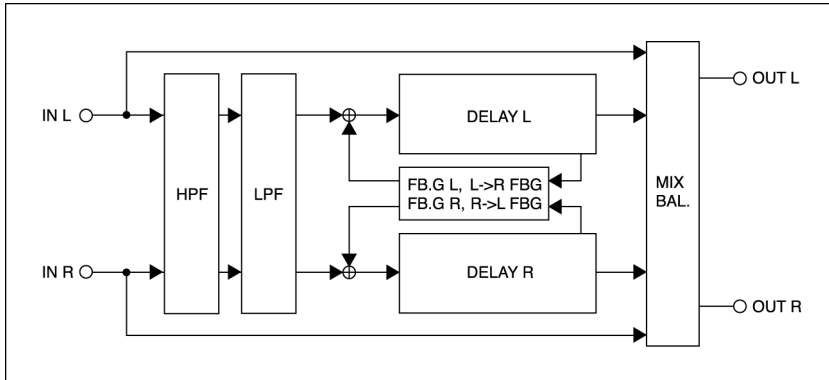 IN L
HPF
LPF
DELAY L
FB.G L, L->R FBG
FB.G R, R->L FBG
MIX
BAL.
OUT L
IN R
DELAY R
OUT R